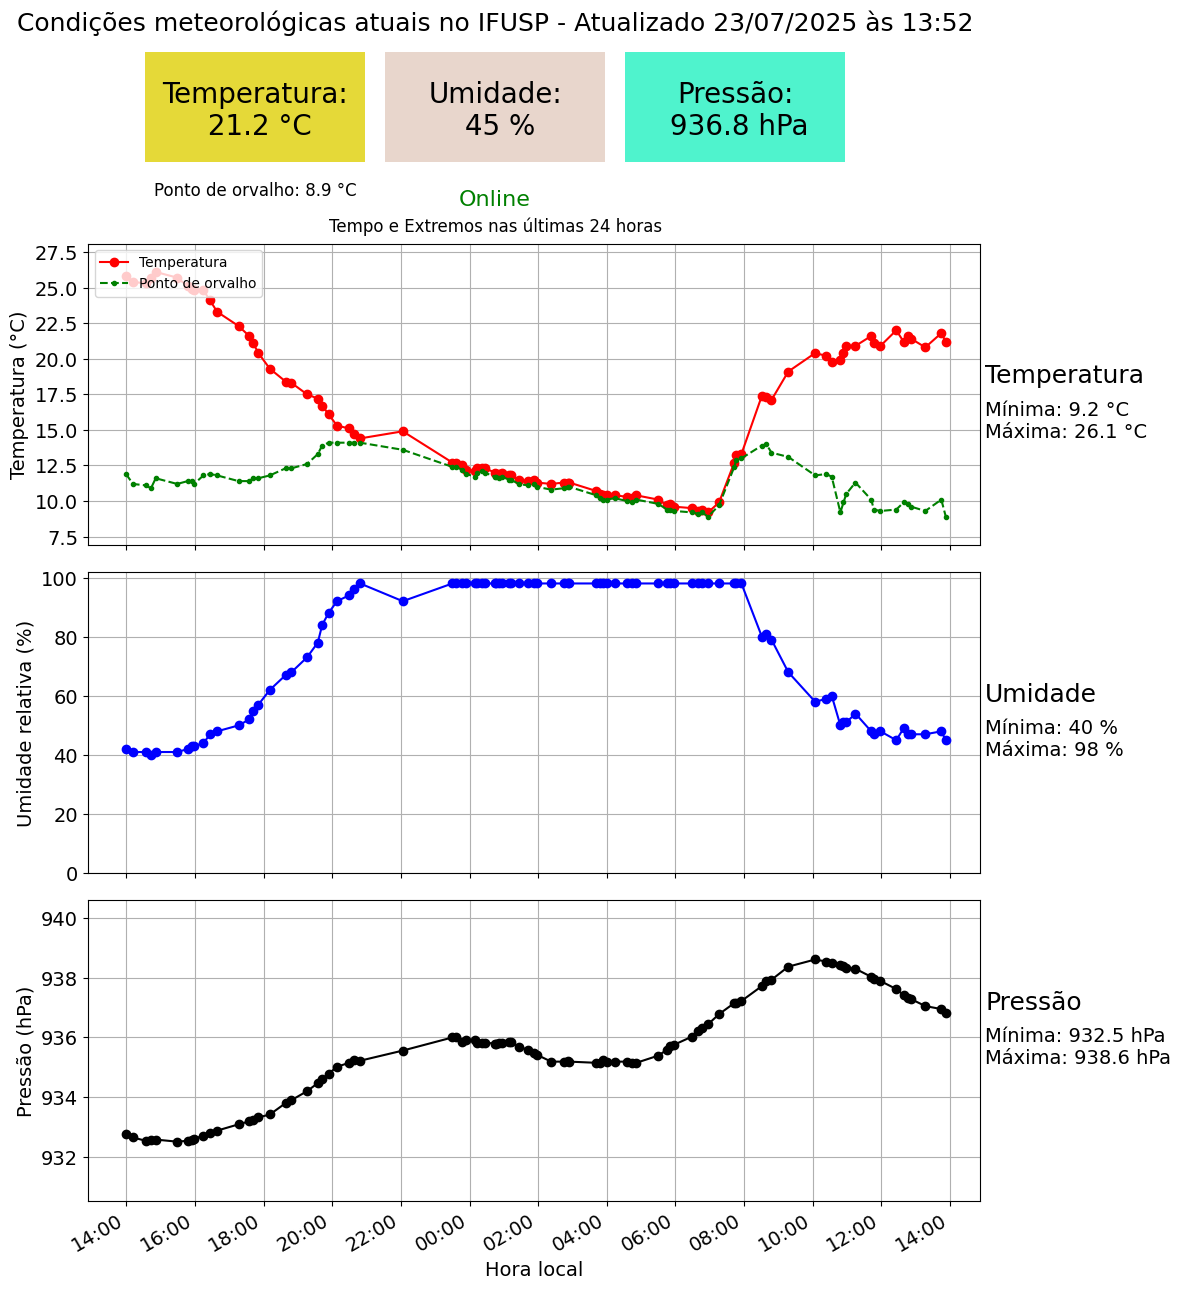 Condições meteorológicas atuais no IFUSP - Atualizado 23/07/2025 às 13:52
Temperatura:
21.2 °C
Umidade:
45 %
Pressão:
936.8 hPa
Ponto de orvalho: 8.9 °C
Online
Tempo e Extremos nas últimas 24 horas
Temperatura (°C)
27.5
25.0
22.5
20.0
17.5
15.0
12.5
10.0
7.5
Temperatura
Ponto de orvalho
Temperatura
Mínima: 9.2 °C
Máxima: 26.1 °C
Umidade relativa (%)
100
80
60
40
20
0
Umidade
Mínima: 40 %
Máxima: 98 %
Pressão (hPa)
940
938
936
934
932
Pressão
Mínima: 932.5 hPa
Máxima: 938.6 hPa
14:00 16:00 18:00 20:00 22:00 00:00 02:00 04:00 06:00 08:00 10:00 12:00 14:00
Hora local